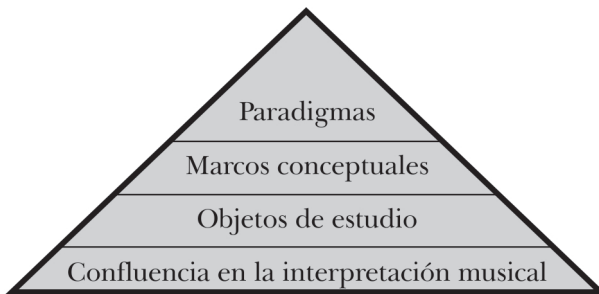 Paradigmas
Marcos conceptuales
Objetos de estudio
Confluencia en la interpretación musical